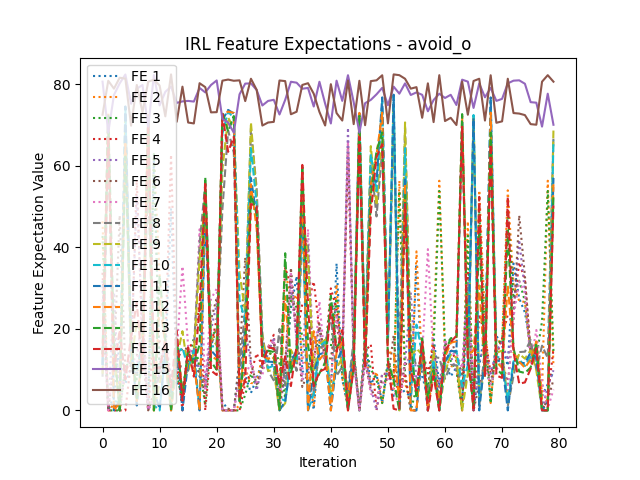 IRL Feature Expectations - avoid_o
80
60
40
20
0
Feature Expectation Value
FE 1
FE 2
FE 3
FE 4
FE 5
FE 6
FE 7
FE 8
FE 9
FE 10
FE 11
FE 12
FE 13
FE 14
FE 15
FE 16
0 10 20 30 40 50 60 70 80
Iteration